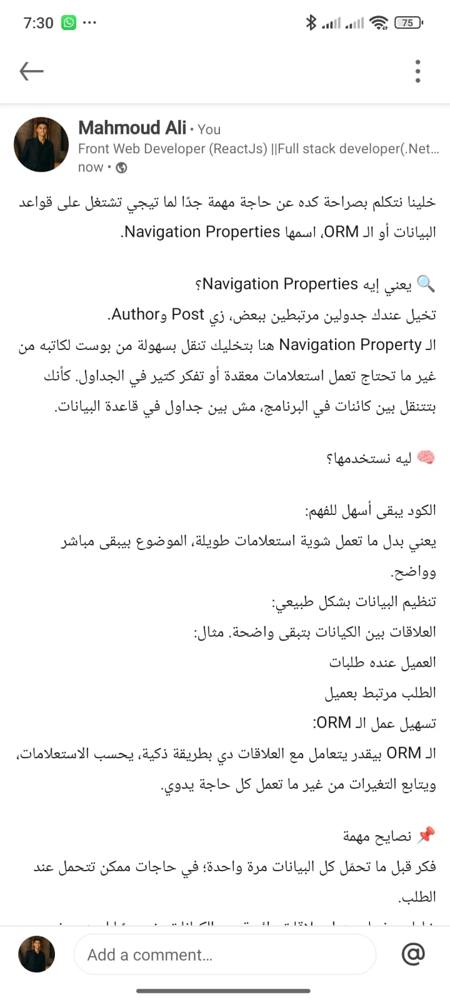 7:30
75
Mahmoud Ali • You
Front Web Developer (ReactJs) ||Full stack developer(.Net...
now •
خلينا نتكلم بصراحة كده عن حاجة مهمة جدًا لما تيجي تشتغل على قواعد
البيانات أو الـ ORM، اسمها Navigation Properties.
🔍 يعني إيه Navigation Properties؟
تخيل عندك جدولين مرتبطين ببعض، زي Post وAuthor.
الـ Navigation Property هنا بتخليك تنقل بسهولة من بوست لكاتبه من
غير ما تحتاج تعمل استعلامات معقدة أو تفكر كتير في الجداول. كأنك
بتتنقل بين كائنات في البرنامج، مش بين جداول في قاعدة البيانات.
🧠 ليه نستخدمها؟
الكود يبقى أسهل للفهم:
يعني بدل ما تعمل شوية استعلامات طويلة، الموضوع بيبقى مباشر
وواضح.
تنظيم البيانات بشكل طبيعي:
العلاقات بين الكيانات بتبقى واضحة. مثال:
العميل عنده طلبات
الطلب مرتبط بعميل
تسهيل عمل الـ ORM:
الـ ORM بيقدر يتعامل مع العلاقات دي بطريقة ذكية، يحسب الاستعلامات،
ويتابع التغيرات من غير ما تعمل كل حاجة يدوي.
📌 نصايح مهمة
فكر قبل ما تحمّل كل البيانات مرة واحدة؛ في حاجات ممكن تتحمل عند
الطلب.
Add a comment...
@